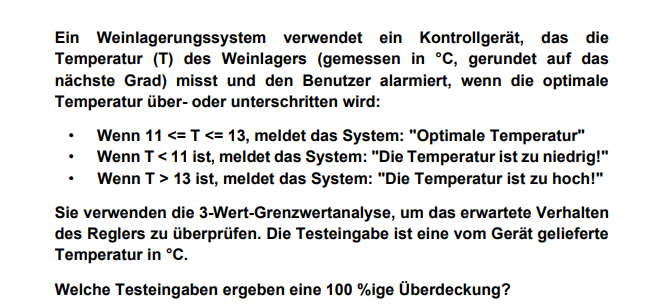 Ein Weinlagerungssystem verwendet ein Kontrollgerät, das die
Temperatur (T) des Weinlagers (gemessen in °C, gerundet auf das
nächste Grad) misst und den Benutzer alarmiert, wenn die optimale
Temperatur über- oder unterschritten wird:
• Wenn 11 <= T <= 13, meldet das System: "Optimale Temperatur"
• Wenn T < 11 ist, meldet das System: "Die Temperatur ist zu niedrig!"
• Wenn T > 13 ist, meldet das System: "Die Temperatur ist zu hoch!"
Sie verwenden die 3-Wert-Grenzwertanalyse, um das erwartete Verhalten
des Reglers zu überprüfen. Die Testeingabe ist eine vom Gerät gelieferte
Temperatur in °C.
Welche Testeingaben ergeben eine 100 %ige Überdeckung?